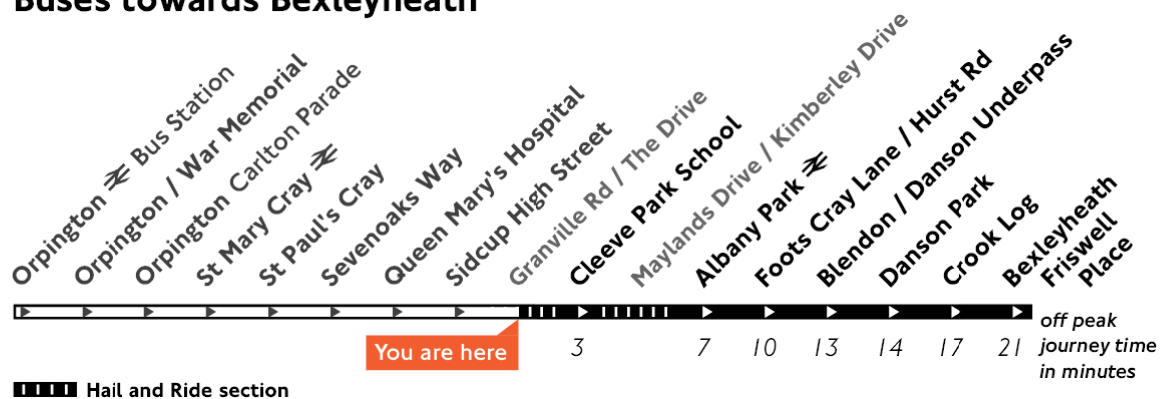 Buses towards Bexleyheath
Orpington Bus Station
Orpington / War Memorial
Orpington Carlton Parade
St Mary Cray
St Paul's Cray
Sevenoaks Way
Queen Mary's Hospital
Sidcup High Street
Granville Rd / The Drive
Cleeve Park School
Maylands Drive / Kimberley Drive
Albany Park
Foots Cray Lane / Hurst Rd
Blendon / Danson Underpass
Danson Park
Crook Log
Bexleyheath
Friswell
Place
You are here
3 7 10 13 14 17 21
off peak
journey time
in minutes
Hail and Ride section